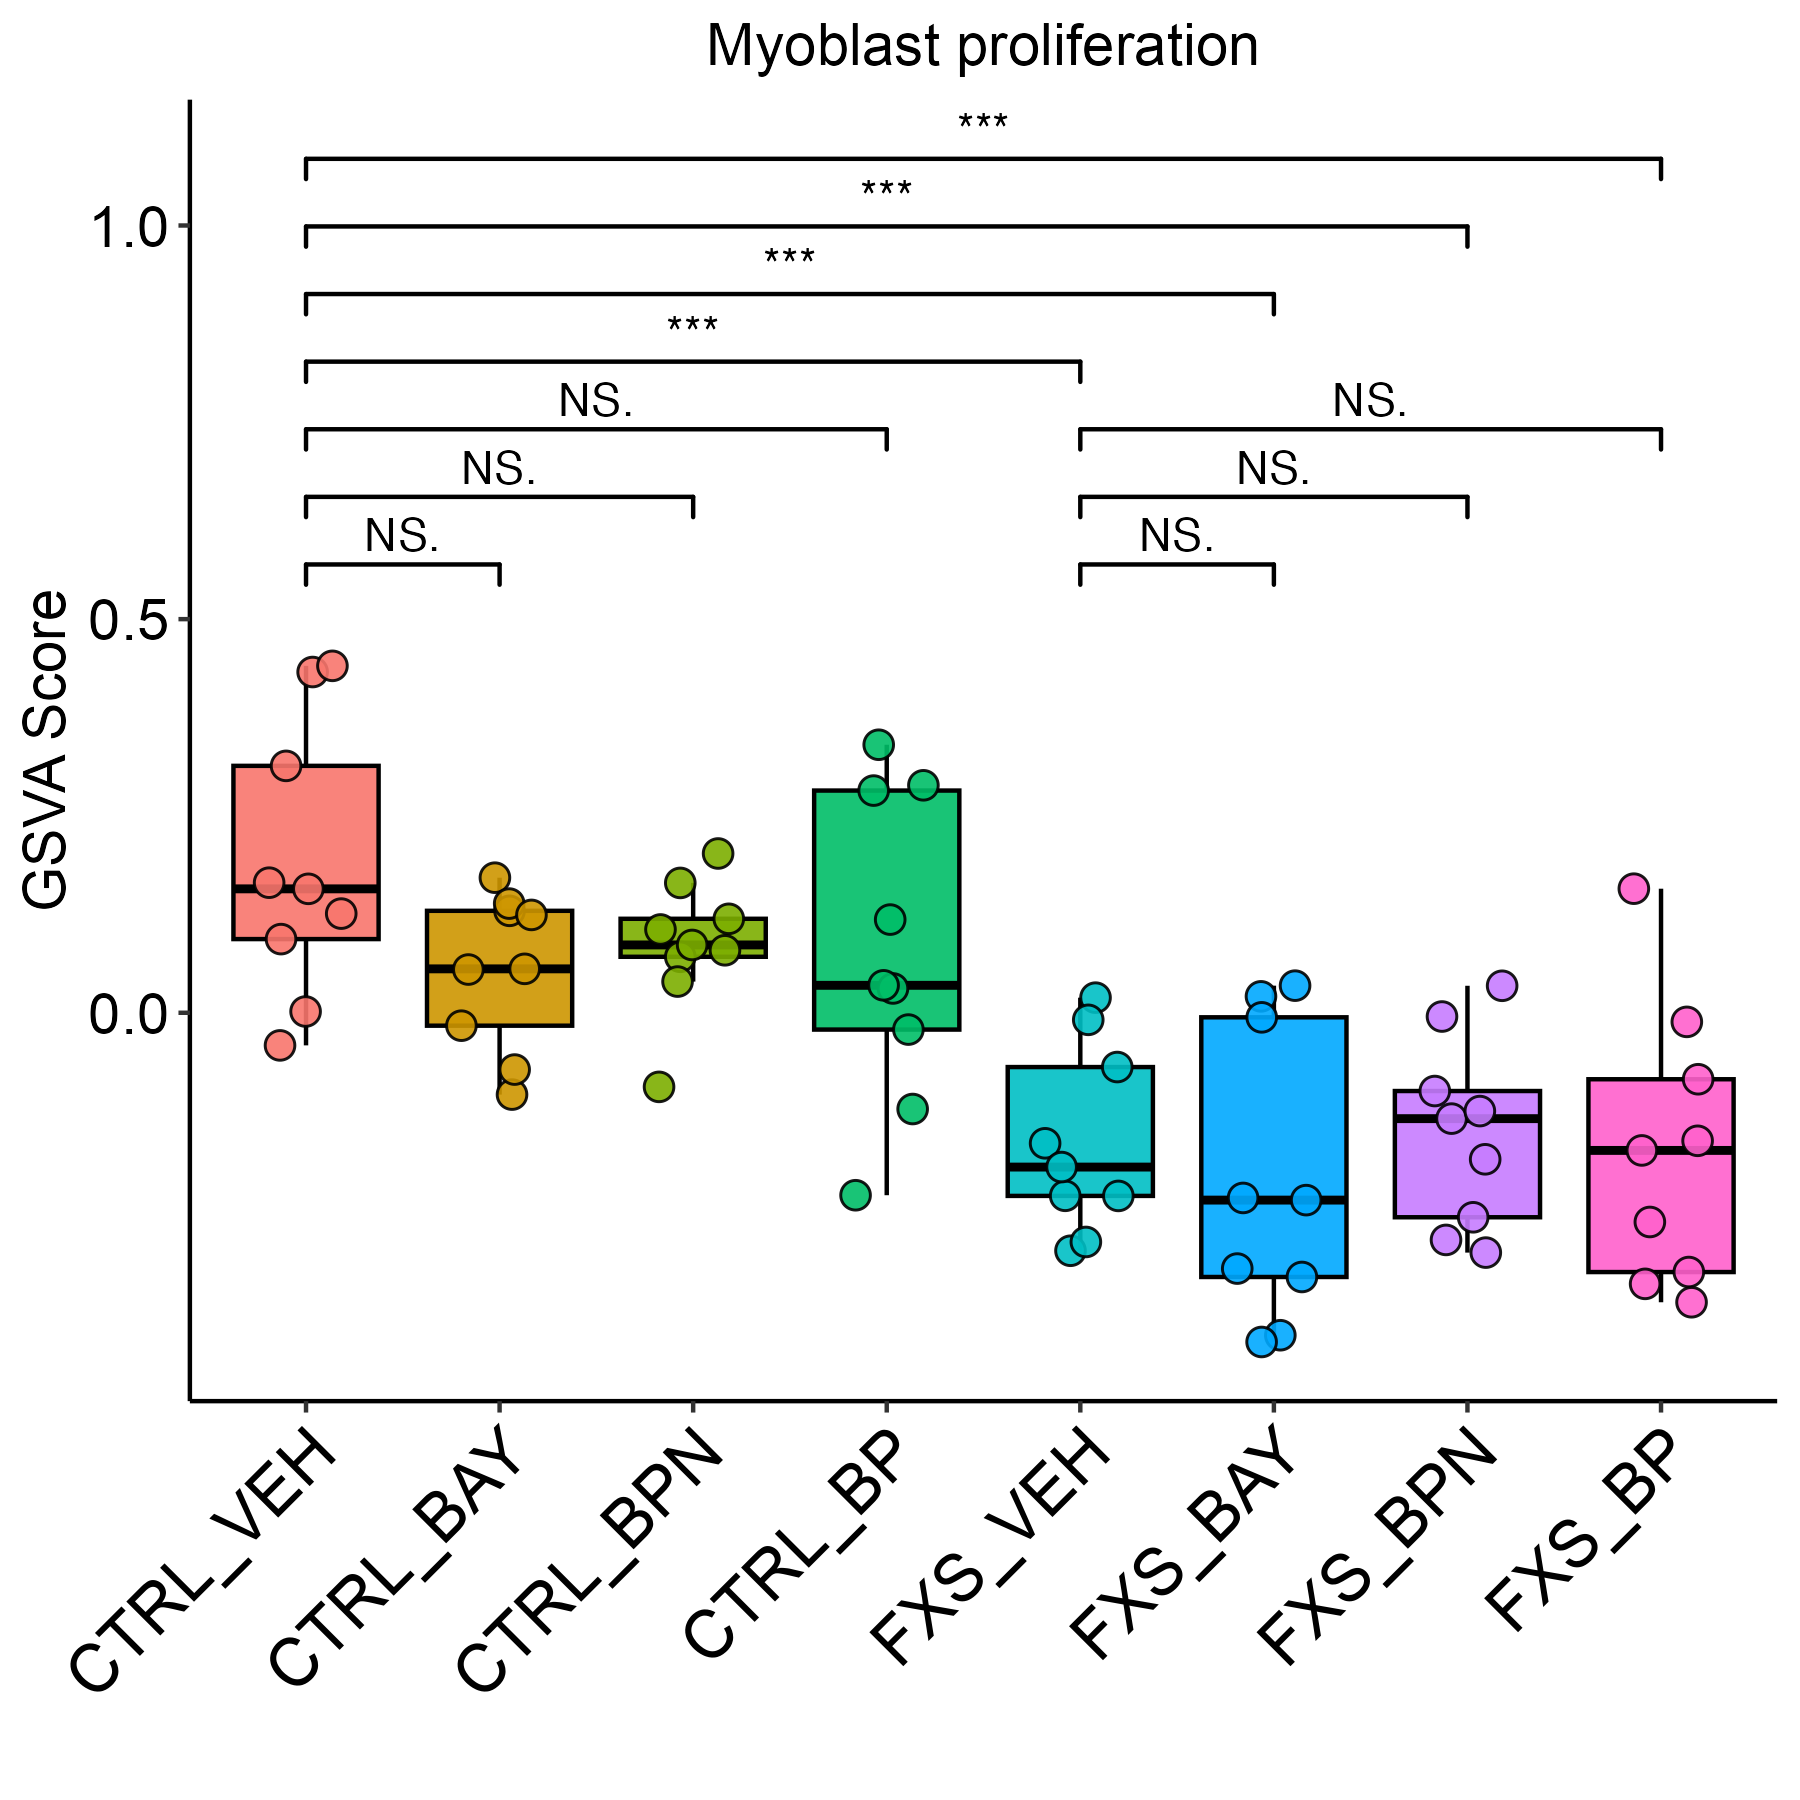 Myoblast proliferation
***
***
***
***
NS.
NS.
NS.
NS.
NS.
NS.
1.0
0.5
0.0
GSVA Score
CTRL_VEH
CTRL_BAY
CTRL_BPN
CTRL_BP
FXS_VEH
FXS_BAY
FXS_BPN
FXS_BP